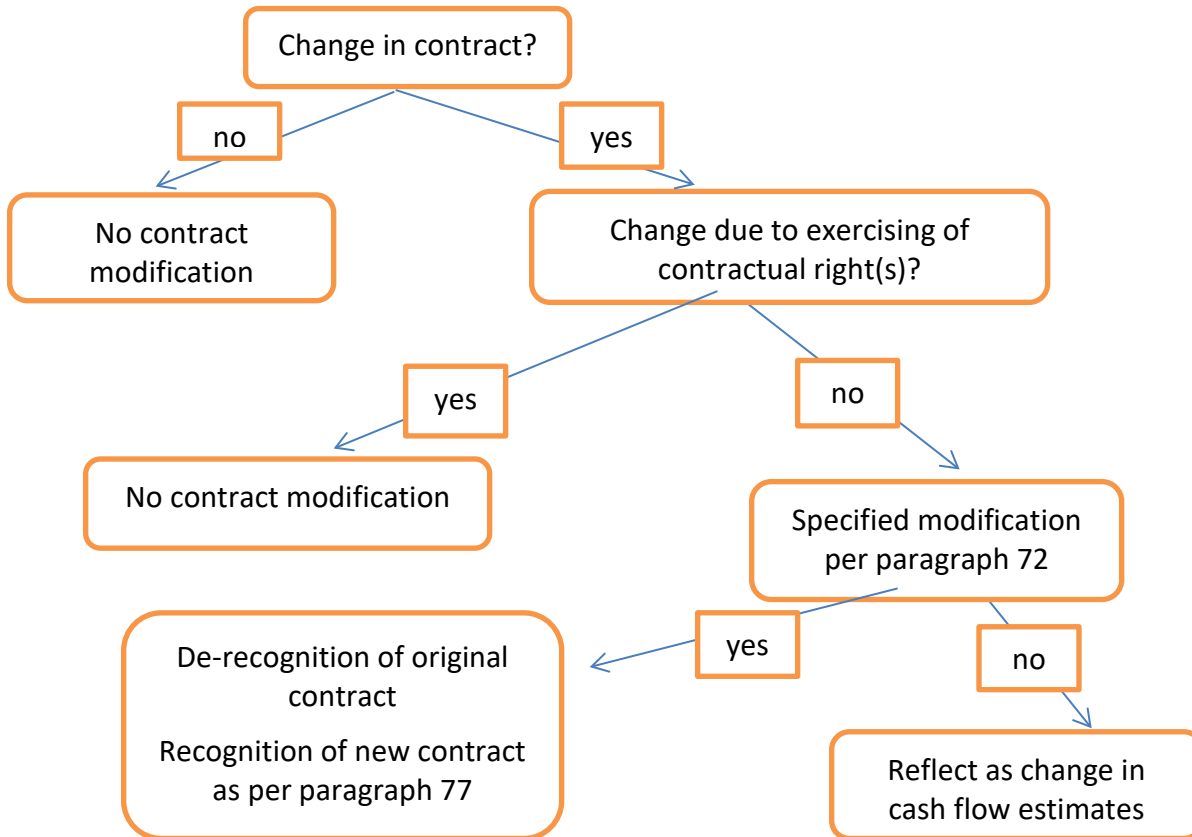 Change in contract?
no
yes
No contract
modification
Change due to exercising of
contractual right(s)?
yes
no
No contract modification
Specified modification
per paragraph 72
yes
no
De-recognition of original
contract
Recognition of new contract
as per paragraph 77
Reflect as change in
cash flow estimates